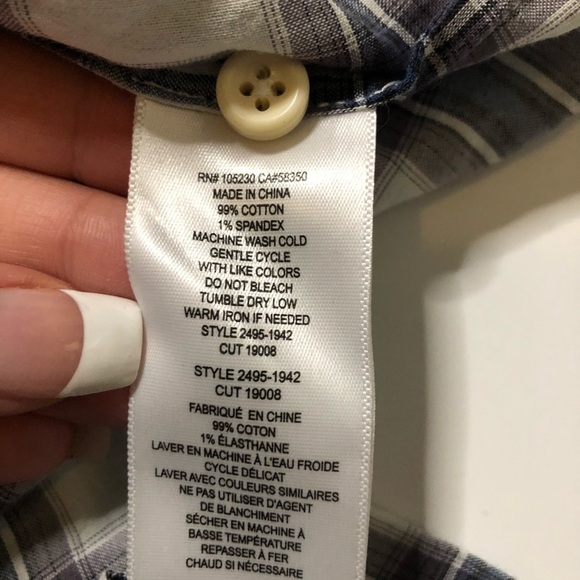 RN# 105230 CA#58350
MADE IN CHINA
99% COTTON
1% SPANDEX
MACHINE WASH COLD
GENTLE CYCLE
WITH LIKE COLORS
DO NOT BLEACH
TUMBLE DRY LOW
WARM IRON IF NEEDED
STYLE 2495-1942
CUT 19008
STYLE 2495-1942
CUT 19008
FABRIQUÉ EN CHINE
99% COTON
1% ÉLASTHANNE
LAVER EN MACHINE À L'EAU FROIDE
CYCLE DÉLICAT
LAVER AVEC COULEURS SIMILAIRES
NE PAS UTILISER D'AGENT
DE BLANCHIMENT
SÉCHER EN MACHINE À
BASSE TEMPÉRATURE
REPASSER À FER
CHAUD SI NÉCESSAIRE